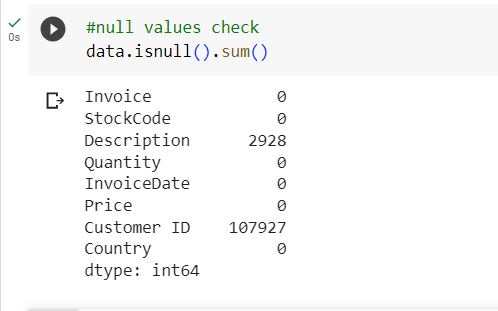 #null values check
0s
data.isnull().sum()
Invoice 0
StockCode 0
Description 2928
Quantity 0
InvoiceDate 0
Price 0
Customer ID 107927
Country 0
dtype: int64